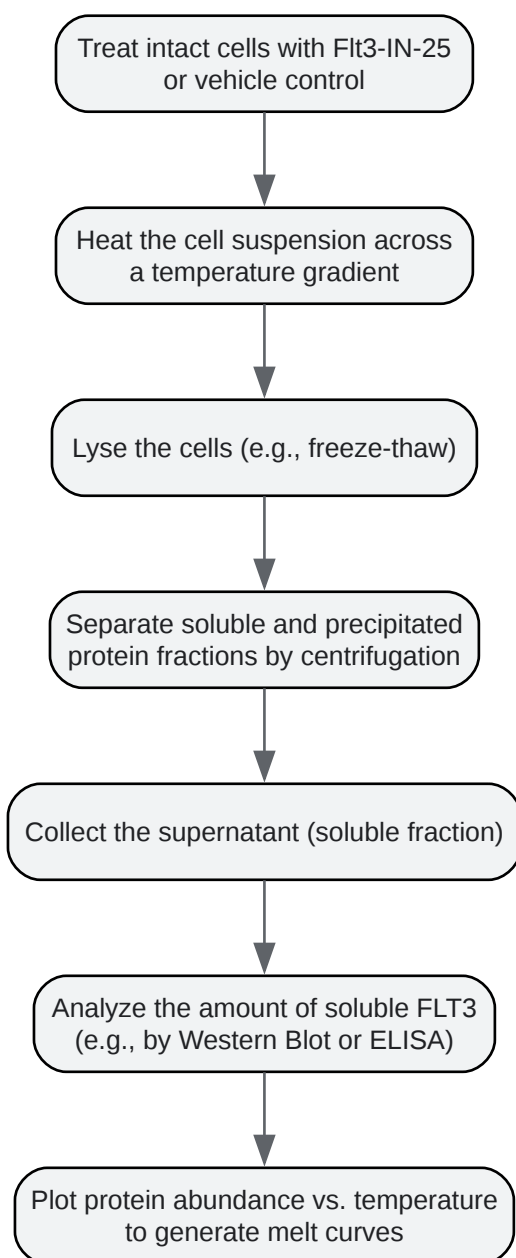 Treat intact cells with Flt3-IN-25
or vehicle control
Heat the cell suspension across
a temperature gradient
Lyse the cells (e.g., freeze-thaw)
Separate soluble and precipitated
protein fractions by centrifugation
Collect the supernatant (soluble fraction)
Analyze the amount of soluble FLT3
(e.g., by Western Blot or ELISA)
Plot protein abundance vs. temperature
to generate melt curves